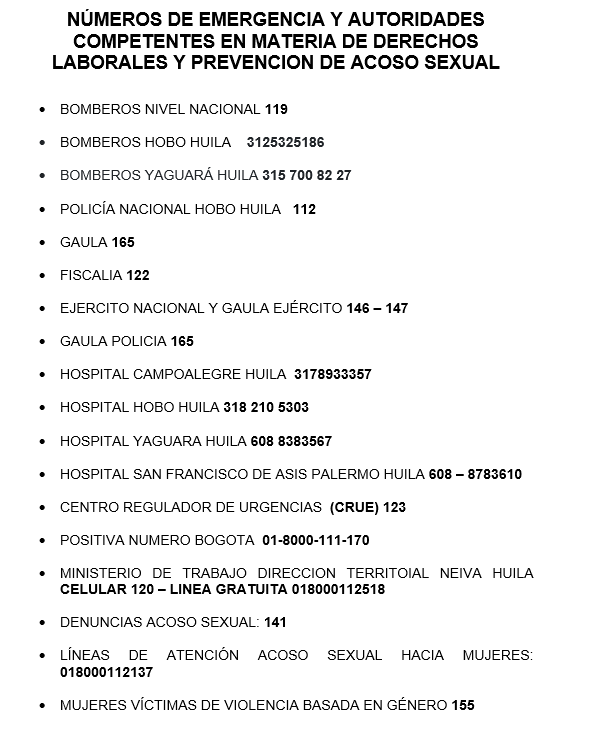 NÚMEROS DE EMERGENCIA Y AUTORIDADES
COMPETENTES EN MATERIA DE DERECHOS
LABORALES Y PREVENCION DE ACOSO SEXUAL
• BOMBEROS NIVEL NACIONAL 119
• BOMBEROS HOBO HUILA 3125325186
• BOMBEROS YAGUARÁ HUILA 315 700 82 27
• POLICÍA NACIONAL HOBO HUILA 112
• GAULA 165
• FISCALIA 122
• EJERCITO NACIONAL Y GAULA EJÉRCITO 146 – 147
• GAULA POLICIA 165
• HOSPITAL CAMPOALEGRE HUILA 3178933357
• HOSPITAL HOBO HUILA 318 210 5303
• HOSPITAL YAGUARA HUILA 608 8383567
• HOSPITAL SAN FRANCISCO DE ASIS PALERMO HUILA 608 – 8783610
• CENTRO REGULADOR DE URGENCIAS (CRUE) 123
• POSITIVA NUMERO BOGOTA 01-8000-111-170
• MINISTERIO DE TRABAJO DIRECCION TERRITOIAL NEIVA HUILA
CELULAR 120 – LINEA GRATUITA 018000112518
• DENUNCIAS ACOSO SEXUAL: 141
• LÍNEAS DE ATENCIÓN ACOSO SEXUAL HACIA MUJERES:
018000112137
• MUJERES VÍCTIMAS DE VIOLENCIA BASADA EN GÉNERO 155